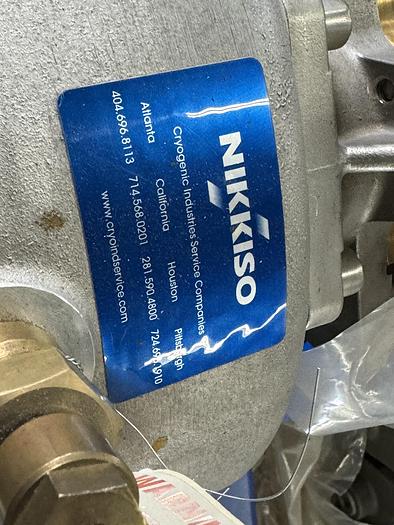 NIKKISO
Cryogenic Industries Service Companies
Atlanta California Houston Pittsburgh
404.696.8113 714.568.0201 281.590.4800
www.cryoindservice.com